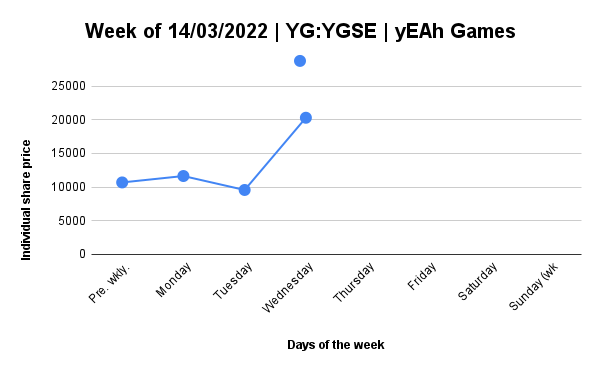 Week of 14/03/2022 | YG:YGSE | yEAh Games
Individual share price
25000
20000
15000
10000
5000
0
Pre. wkly.
Monday
Tuesday
Wednesday
Thursday
Friday
Saturday
Sunday (wk
Days of the week